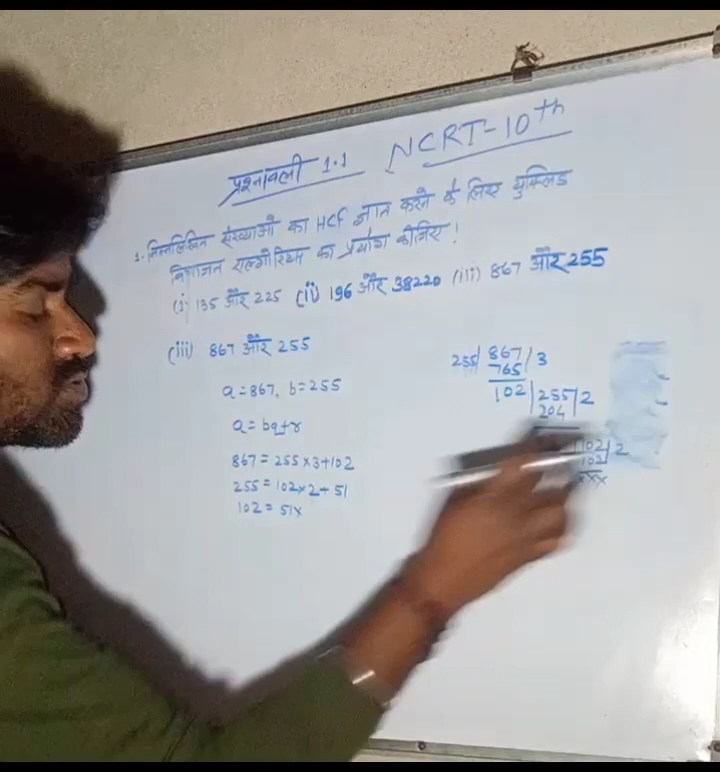 प्रश्नावली 1.1 NCRT-10th
1. निम्नलिखित संख्याओं का HCF ज्ञात करने के लिए युक्लिड
विभाजन एल्गोरिथ्म का प्रयोग कीजिए!
(i) 135 और 225 (ii) 196 और 38220 (iii) 867 और 255
(iii) 867 और 255
a=867, b=255
a=bq+r
867=255×3+102
255=102×2+51
102=51×
255/ 867/3
765
102/255/2
204
102/2
102
×××